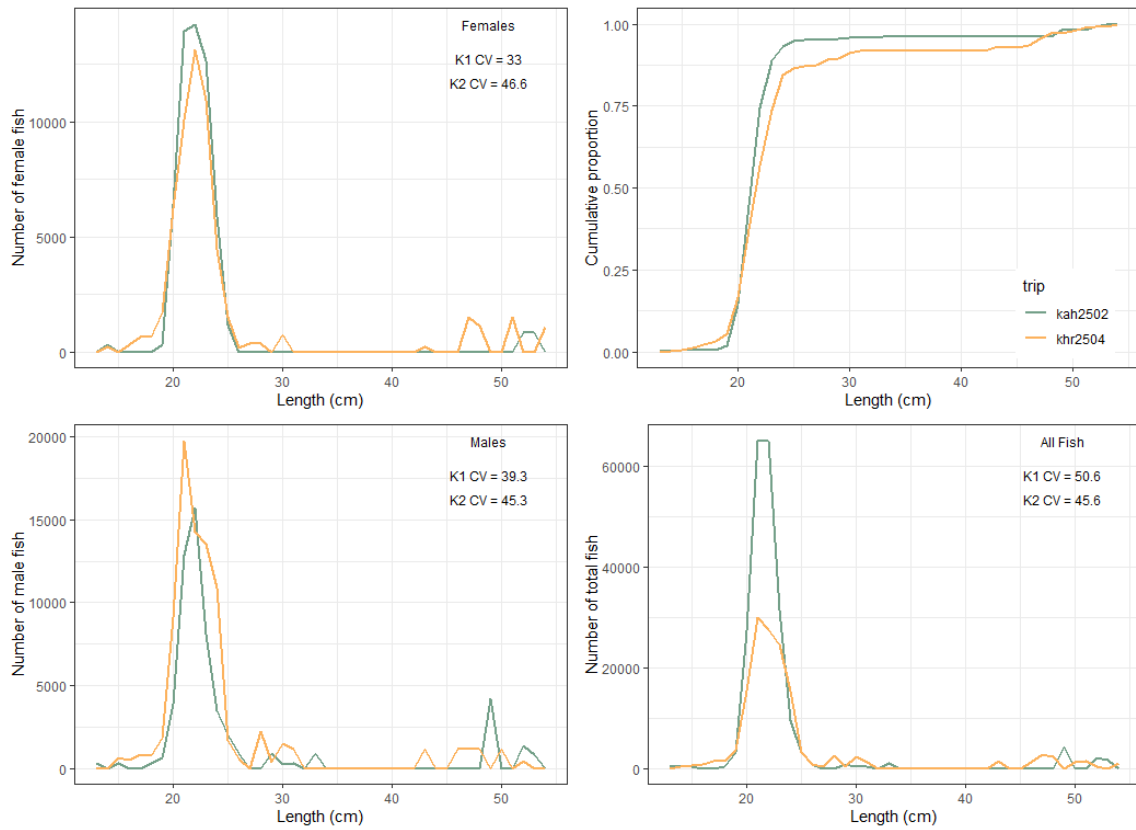 Females
K1 CV = 33
K2 CV = 46.6
Number of female fish
10000
5000
0
20
30
40
50
Length (cm)
1.00
0.75
0.50
0.25
0.00
Cumulative proportion
trip
kah2502
khr2504
20
30
40
50
Length (cm)
Males
K1 CV = 39.3
K2 CV = 45.3
Number of male fish
20000
15000
10000
5000
0
20
30
40
50
Length (cm)
All Fish
K1 CV = 50.6
K2 CV = 45.6
Number of total fish
60000
40000
20000
0
20
30
40
50
Length (cm)